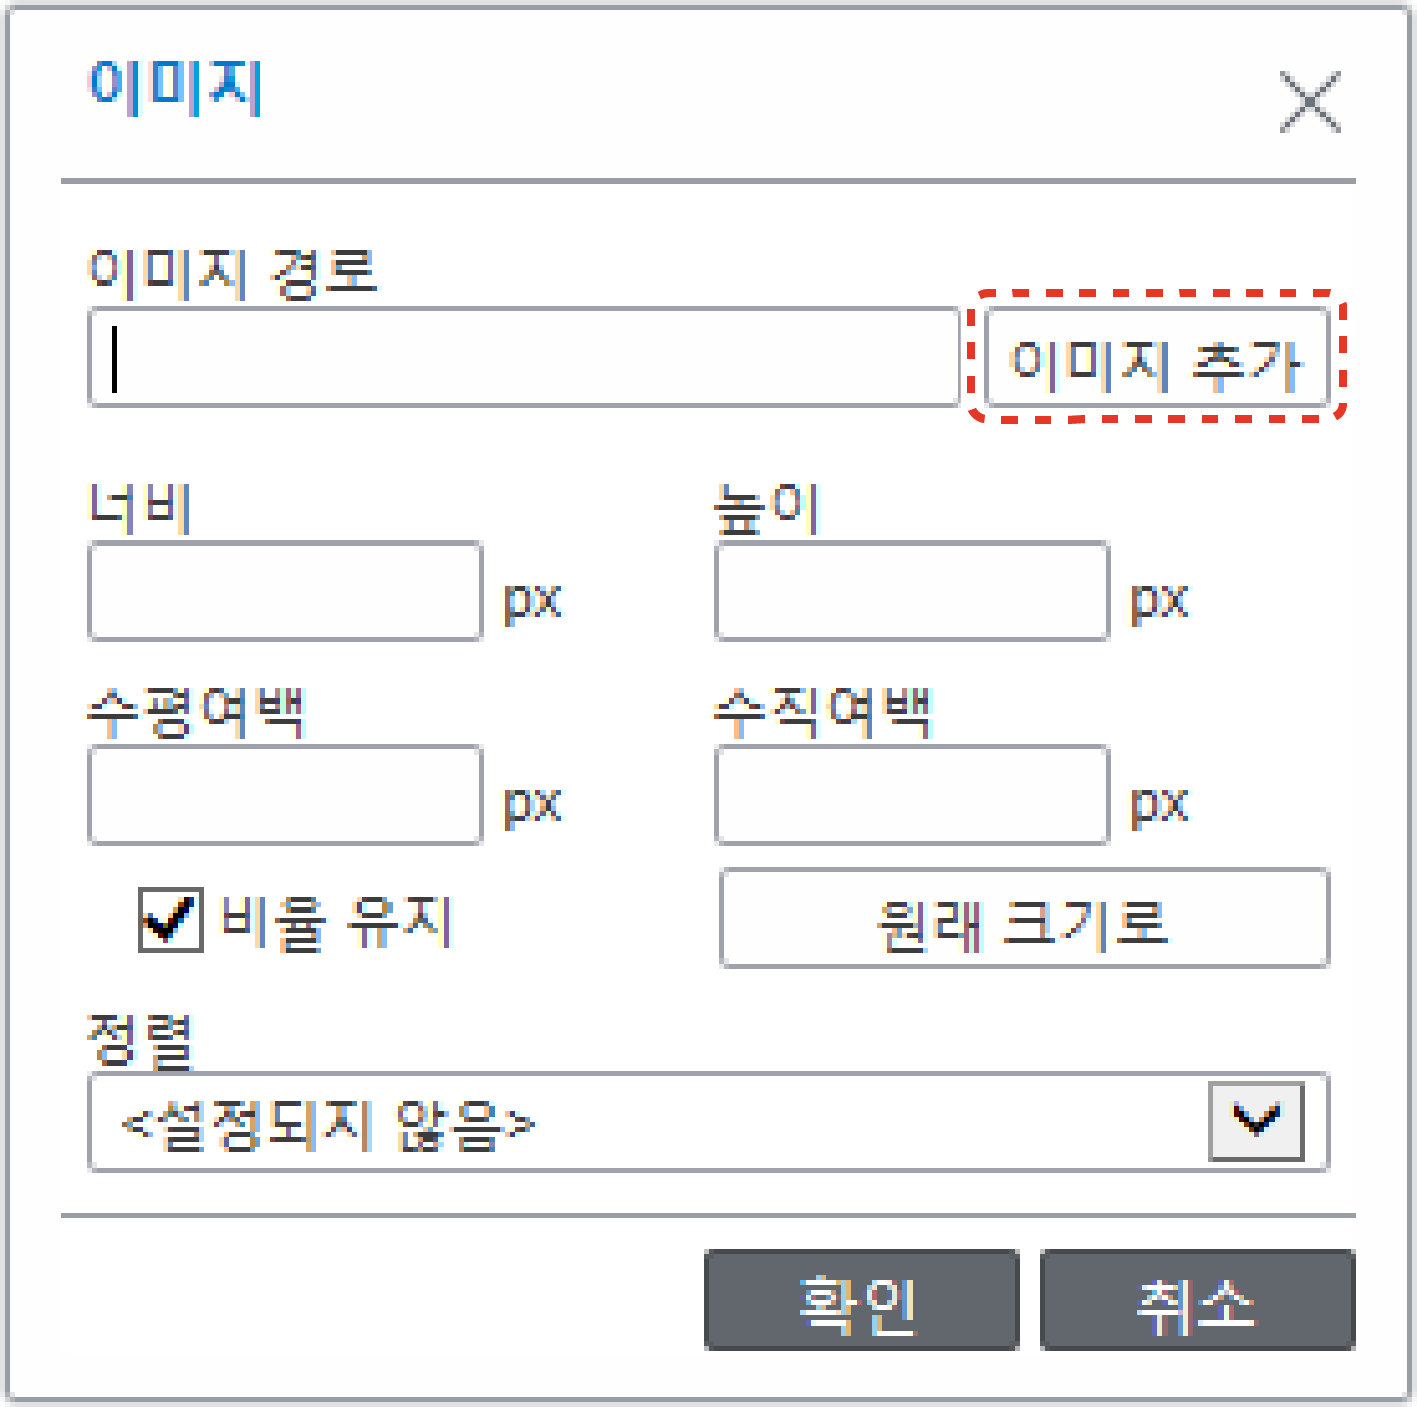 이미지
이미지 경로
이미지 추가
너비 높이
px px
수평여백 수직여백
px px
비율 유지 원래 크기로
정렬
<설정되지 않음>
확인 취소